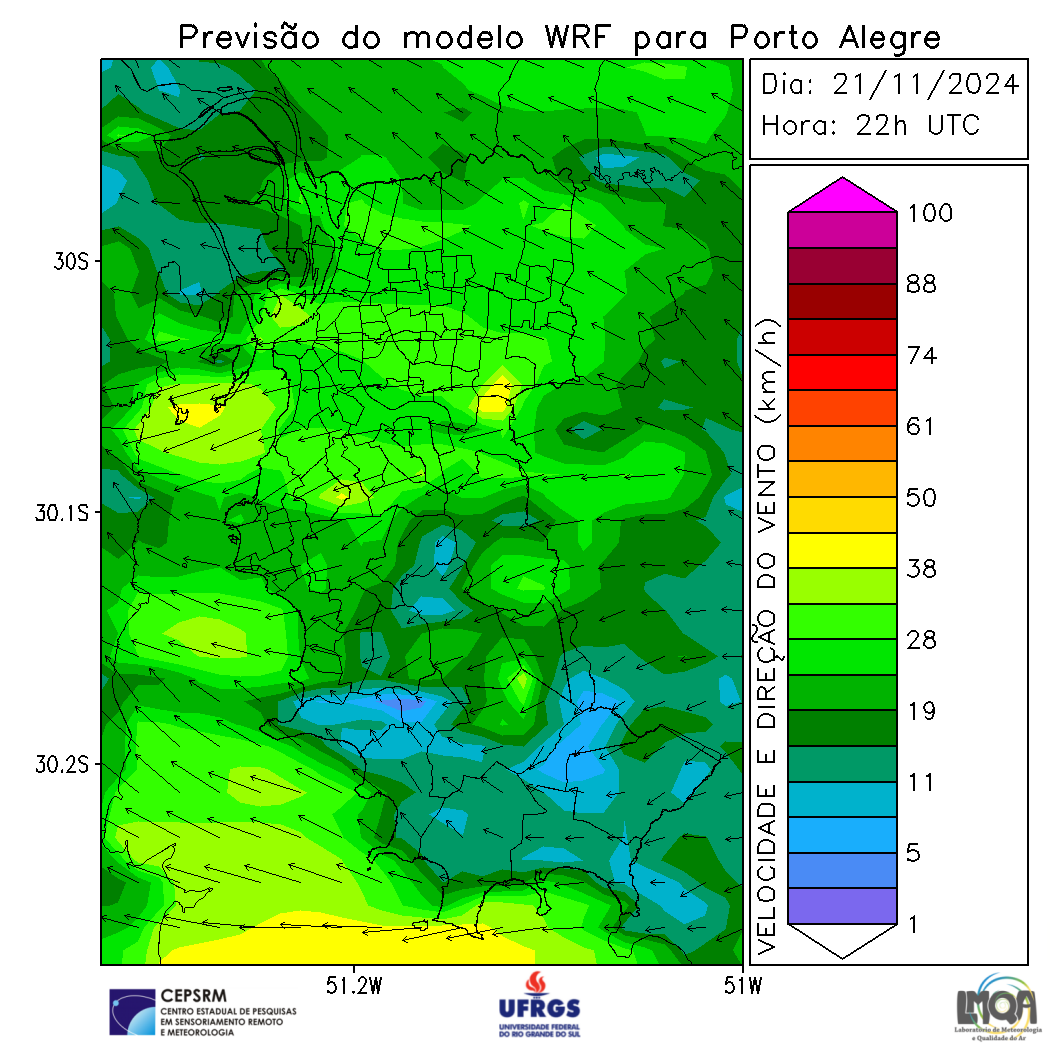 Previsão do modelo WRF para Porto Alegre
Dia: 21/11/2024
Hora: 22h UTC
30S
30.1S
30.2S
51.2W
51W
VELOCIDADE E DIREÇÃO DO VENTO (km/h)
100
88
74
61
50
38
28
19
11
5
1
CEPSRM
CENTRO ESTADUAL DE PESQUISAS
EM SENSORIAMENTO REMOTO
E METEOROLOGIA
UFRGS
UNIVERSIDADE FEDERAL
DO RIO GRANDE DO SUL
LMQA
Laboratório de Meteorologia
e Qualidade do Ar